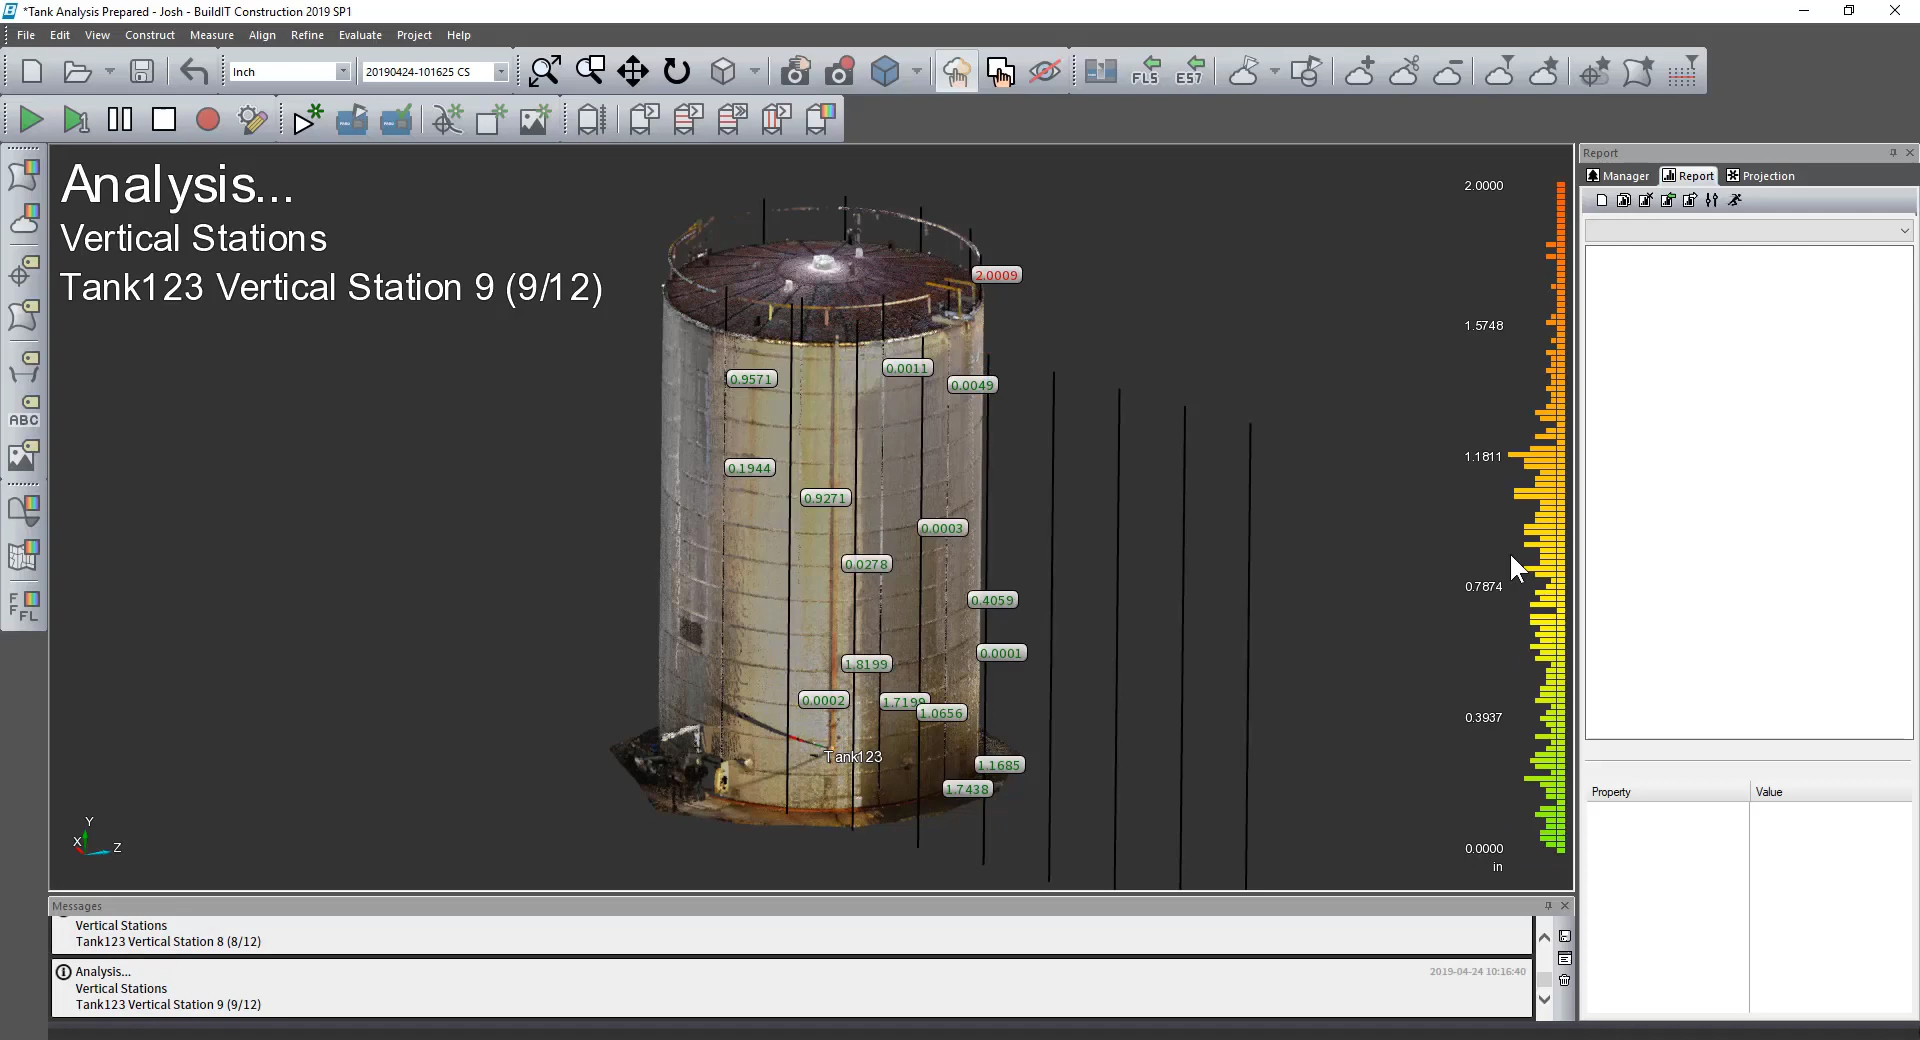 *Tank Analysis Prepared - Josh - BuildIT Construction 2019 SP1
File Edit View Construct Measure Align Refine Evaluate Project Help
Inch 20190424-101625 CS FLS E57
1
Analysis...
Vertical Stations
Tank123 Vertical Station 9 (9/12)
2.0009
0.9571
0.0011
0.0049
0.1944
0.9271
0.0003
0.0278
0.4059
0.0001
1.8199
0.0002
1.7199
1.0656
Tank123
1.1685
1.7438
2.0000
1.5748
1.1811
0.7874
0.3937
0.0000
in
Y
X
Z
ABC
F
F FL
Report
Manager Report Projection
Property Value
Messages
Vertical Stations
Tank123 Vertical Station 8 (8/12)
Analysis... 2019-04-24 10:16:40
Vertical Stations
Tank123 Vertical Station 9 (9/12)